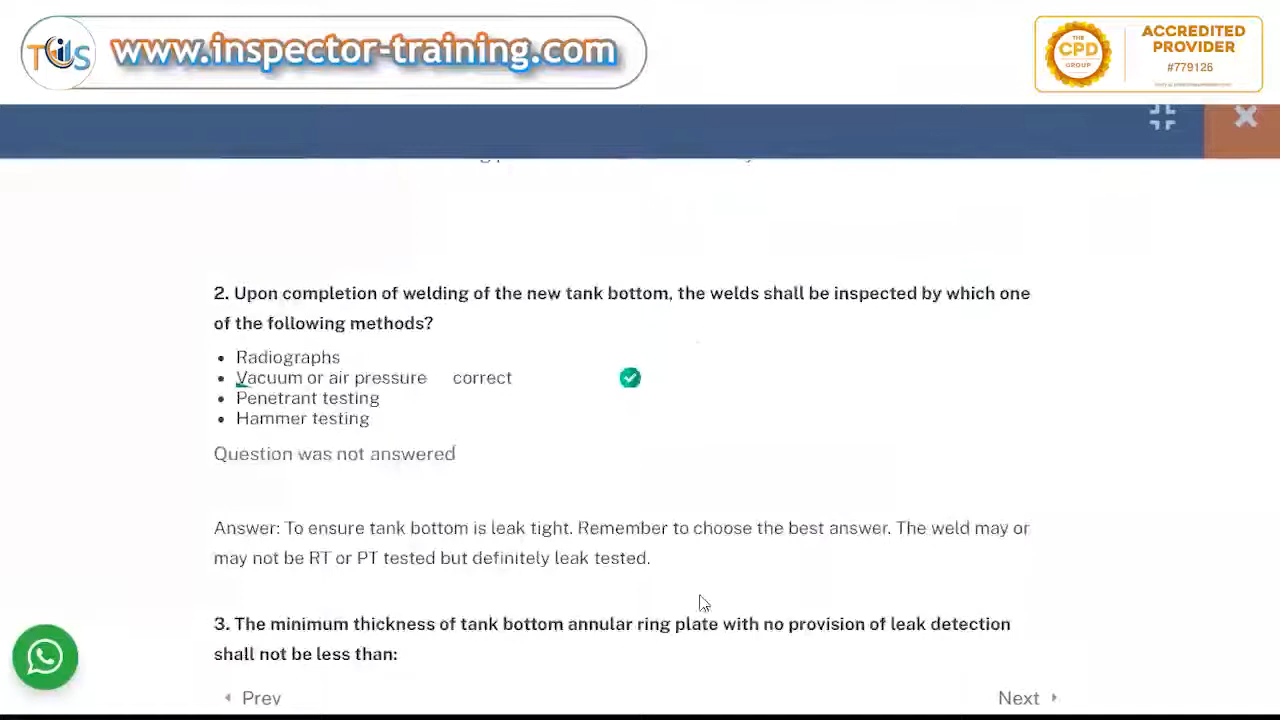 TCIIS
www.inspector-training.com
THE
CPD
GROUP
ACCREDITED
PROVIDER
#779126
2. Upon completion of welding of the new tank bottom, the welds shall be inspected by which one
of the following methods?
• Radiographs
• Vacuum or air pressure correct
• Penetrant testing
• Hammer testing
Question was not answered
Answer: To ensure tank bottom is leak tight. Remember to choose the best answer. The weld may or
may not be RT or PT tested but definitely leak tested.
3. The minimum thickness of tank bottom annular ring plate with no provision of leak detection
shall not be less than:
Prev
Next